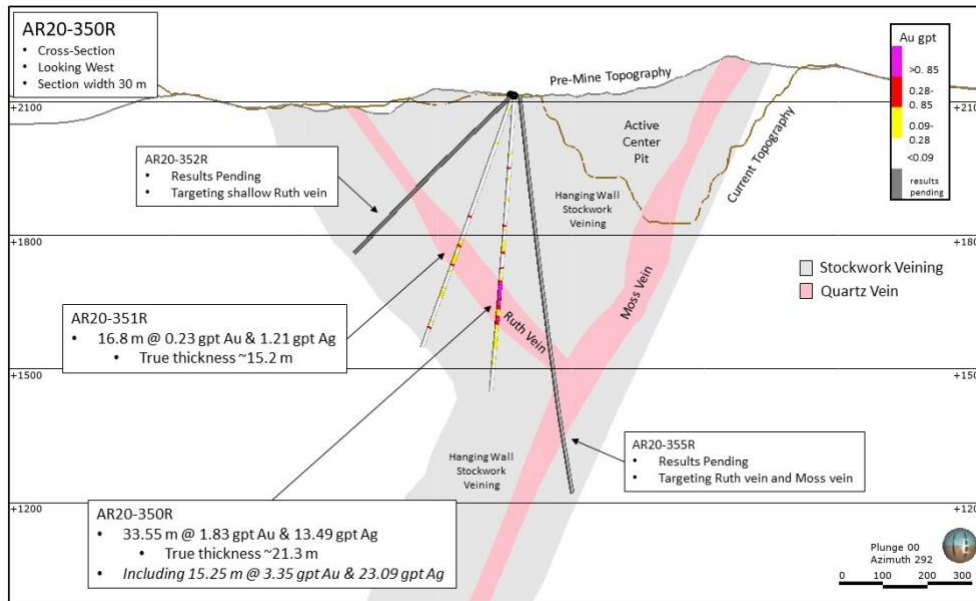 AR20-350R
• Cross-Section
• Looking West
• Section width 30 m
Pre-Mine Topography
Au gpt
>0. 85
0.28-
0.85
0.09-
0.28
<0.09
results
pending
+2100
+210
Active
Center
Pit
Current Topography
AR20-352R
• Results Pending
• Targeting shallow Ruth vein
Hanging Wall
Stockwork
Veining
+1800
+180
Stockwork Veining
Quartz Vein
Moss Vein
Ruth Vein
AR20-351R
• 16.8 m @ 0.23 gpt Au & 1.21 gpt Ag
• True thickness ~15.2 m
+1500
+150
AR20-355R
• Results Pending
• Targeting Ruth vein and Moss vein
Hanging Wall
Stockwork
Veining
+1200
+120
AR20-350R
• 33.55 m @ 1.83 gpt Au & 13.49 gpt Ag
• True thickness ~21.3 m
• Including 15.25 m @ 3.35 gpt Au & 23.09 gpt Ag
Plunge 00
Azimuth 292
0 100 200 300